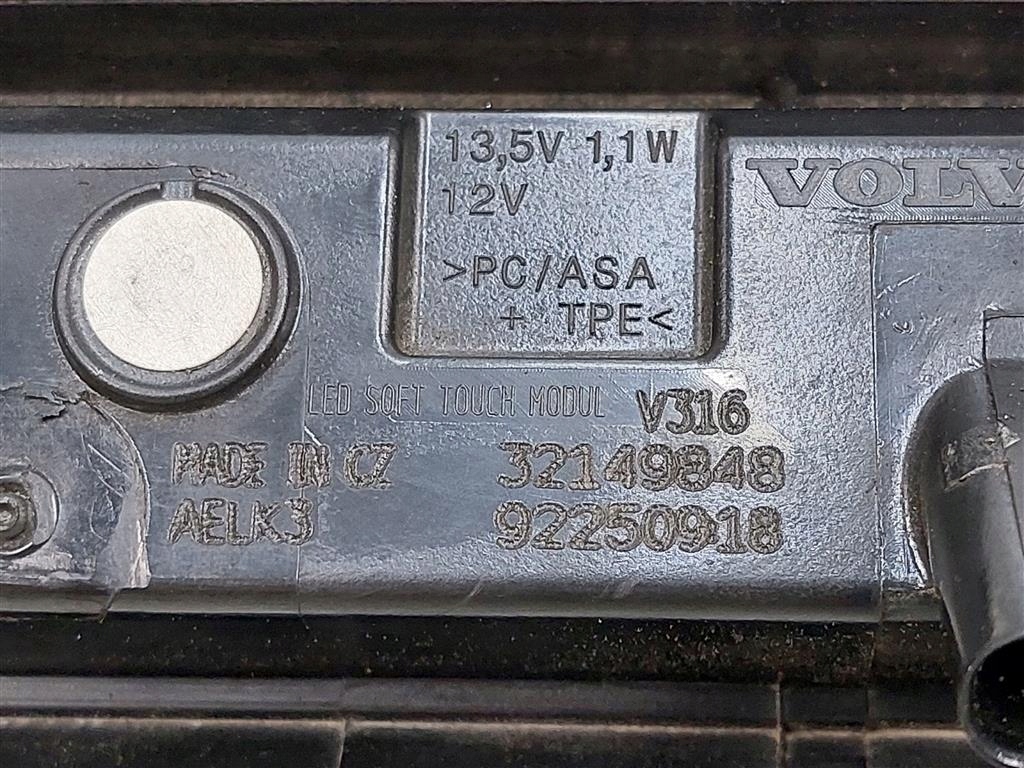 13,5V 1,1W
12V
>PC/ASA
+ TPE<
VOLV
LED SOFT TOUCH MODUL V316
MADE IN CZ 32149848
AELK3 92250918